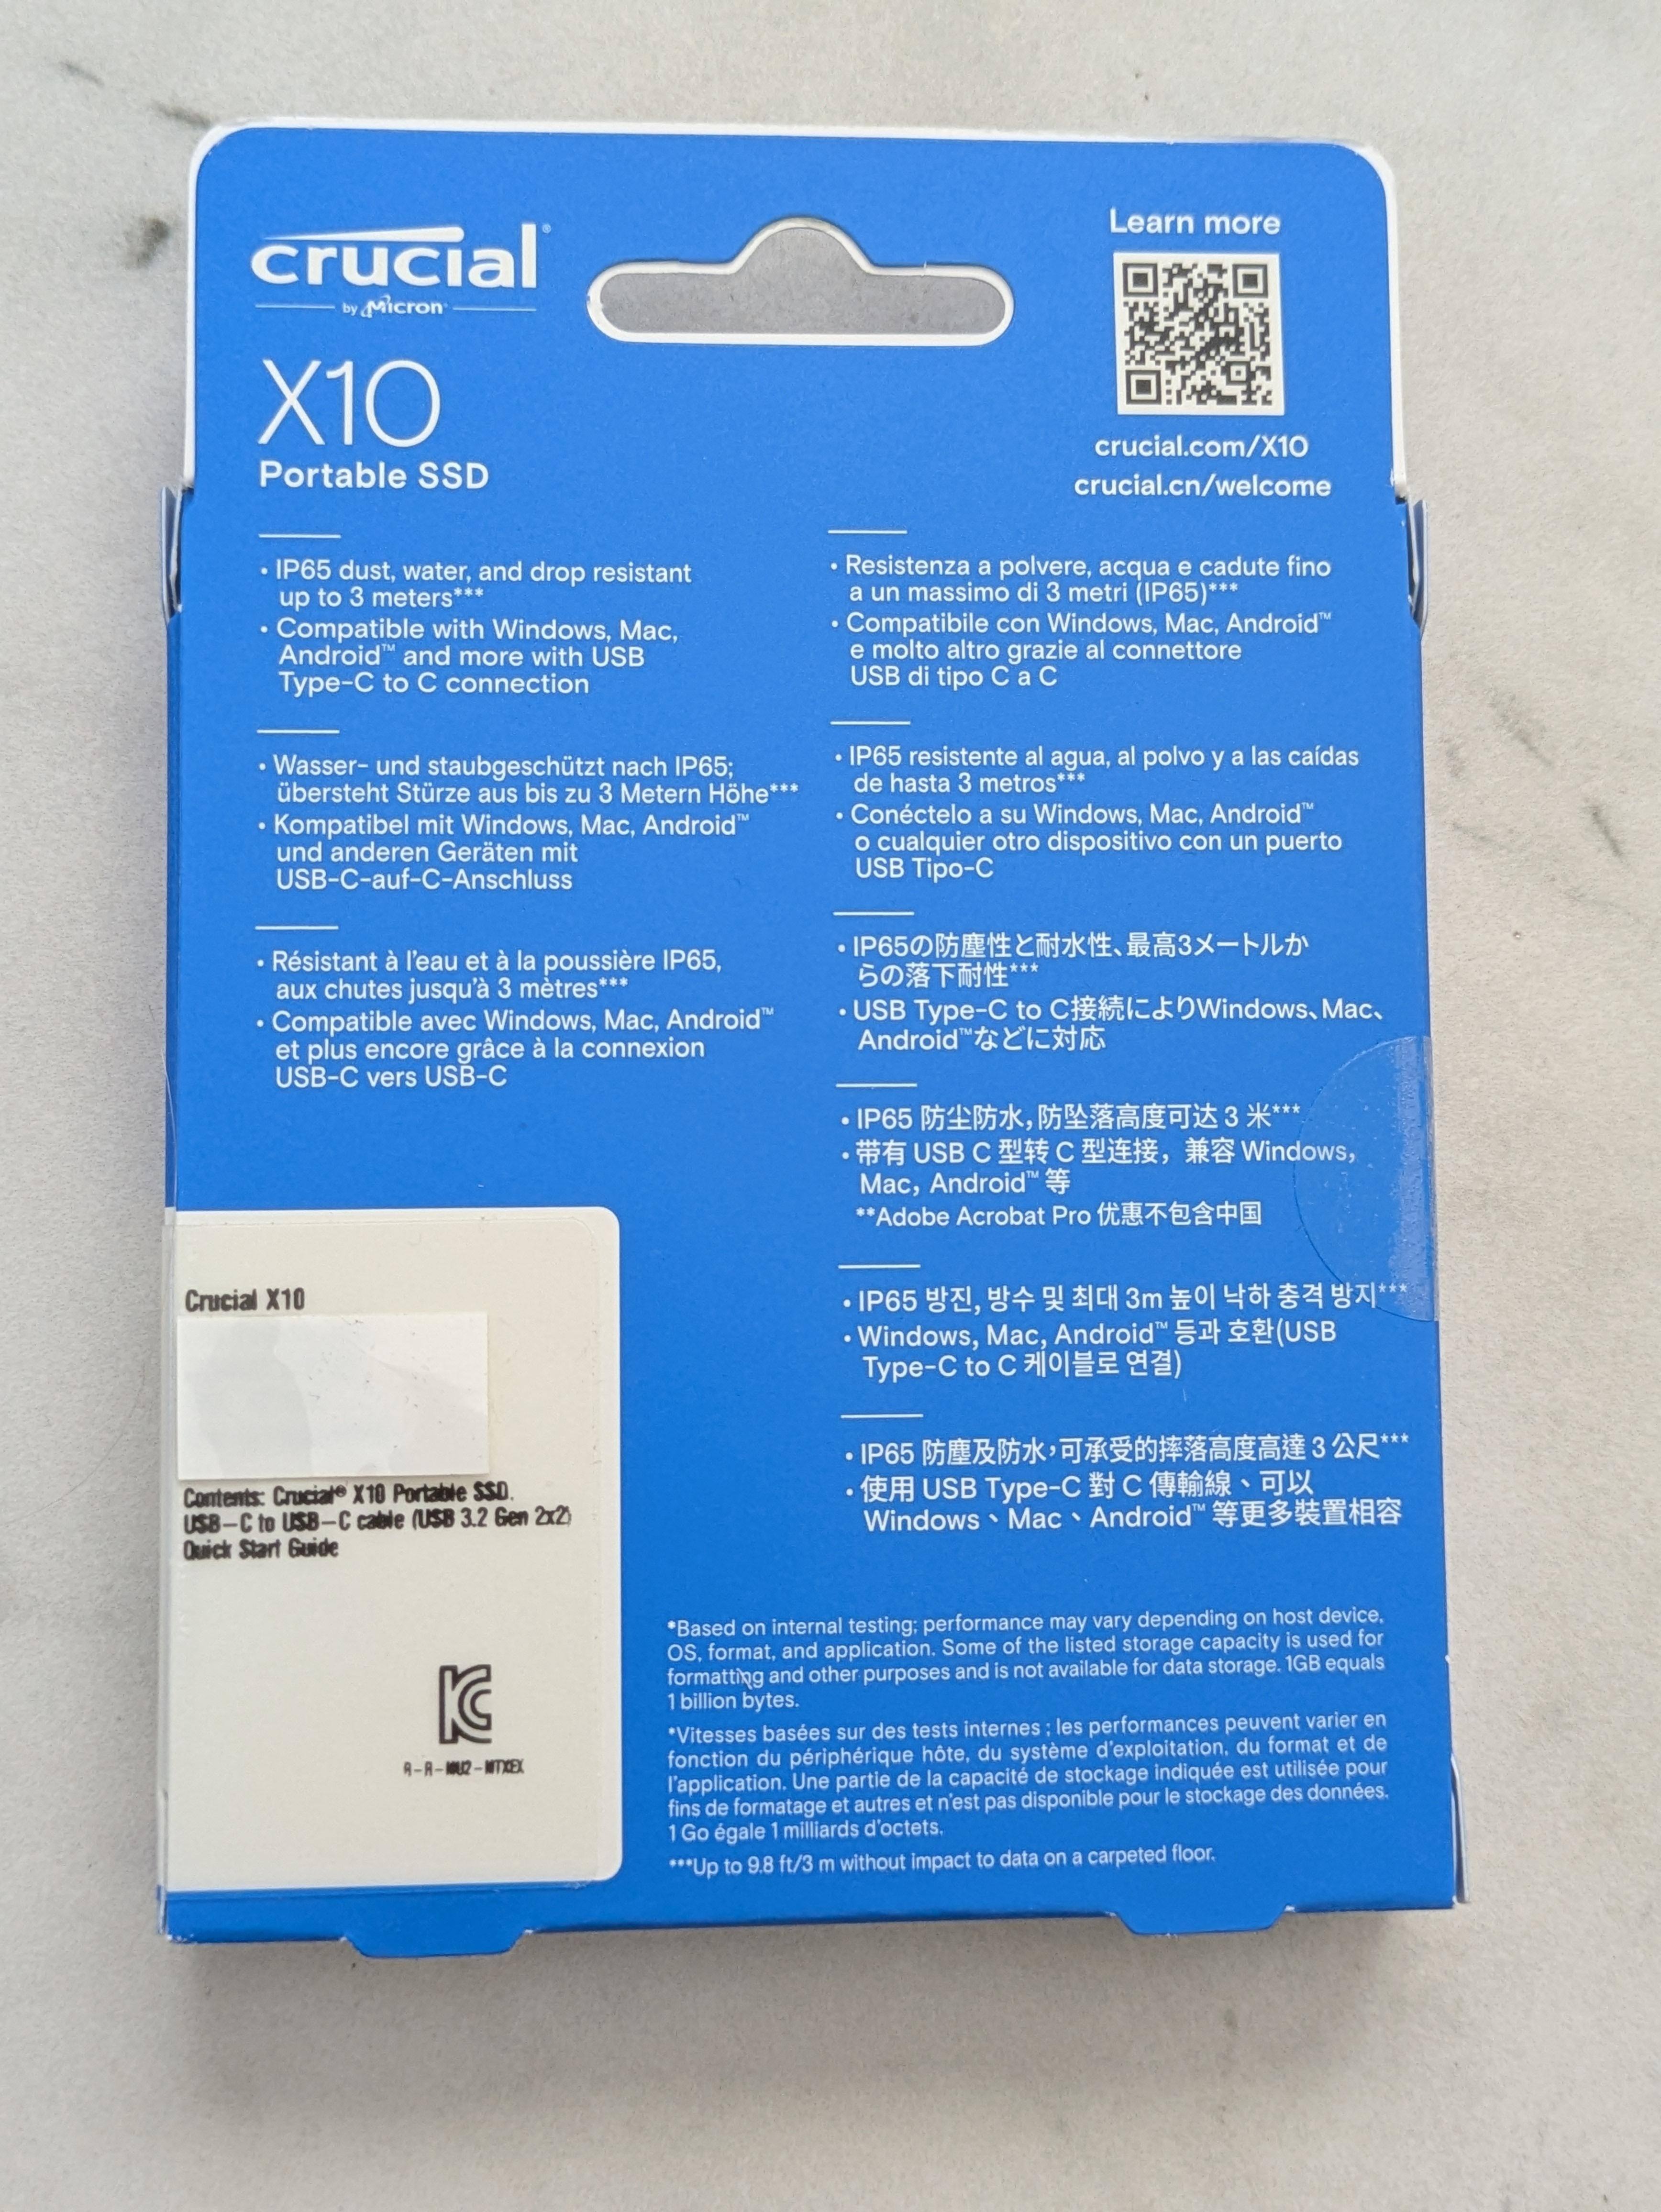 crucial®
by Micron®
X10
Portable SSD
Learn more
crucial.com/X10
crucial.cn/welcome
• IP65 dust, water, and drop resistant
up to 3 meters***
• Compatible with Windows, Mac,
Android™ and more with USB
Type-C to C connection
• Wasser- und staubgeschützt nach IP65;
übersteht Stürze aus bis zu 3 Metern Höhe***
• Kompatibel mit Windows, Mac, Android™
und anderen Geräten mit
USB-C-auf-C-Anschluss
• Résistant à l'eau et à la poussière IP65,
aux chutes jusqu'à 3 mètres***
• Compatible avec Windows, Mac, Android™
et plus encore grâce à la connexion
USB-C vers USB-C
• Resistenza a polvere, acqua e cadute fino
a un massimo di 3 metri (IP65)***
• Compatibile con Windows, Mac, Android™
e molto altro grazie al connettore
USB di tipo C a C
• IP65 resistente al agua, al polvo y a las caídas
de hasta 3 metros***
• Conéctelo a su Windows, Mac, Android™
o cualquier otro dispositivo con un puerto
USB Tipo-C
• IP65の防塵性と耐水性、最高3メートルか
らの落下耐性***
• USB Type-C to C接続によりWindows、Mac、
Android™などに対応
• IP65 防尘防水，防坠落高度可达 3 米***
• 带有 USB C 型转 C 型连接，兼容 Windows，
Mac，Android™ 等
**Adobe Acrobat Pro 优惠不包含中国
• IP65 방진, 방수 및 최대 3m 높이 낙하 충격 방지***
• Windows, Mac, Android™ 등과 호환(USB
Type-C to C 케이블로 연결)
• IP65 防塵及防水，可承受的摔落高度高達 3 公尺***
• 使用 USB Type-C 對 C 傳輸線、可以
Windows、Mac、Android™ 等更多裝置相容
Crucial X10
Contents: Crucial® X10 Portable SSD.
USB-C to USB-C cable (USB 3.2 Gen 2x2)
Quick Start Guide
R-R-MU2-MTXEX
*Based on internal testing; performance may vary depending on host device,
OS, format, and application. Some of the listed storage capacity is used for
formatting and other purposes and is not available for data storage. 1GB equals
1 billion bytes.
*Vitesses basées sur des tests internes ; les performances peuvent varier en
fonction du périphérique hôte, du système d'exploitation, du format et de
l'application. Une partie de la capacité de stockage indiquée est utilisée pour
fins de formatage et autres et n'est pas disponible pour le stockage des données.
1 Go égale 1 milliards d'octets.
***Up to 9.8 ft/3 m without impact to data on a carpeted floor.